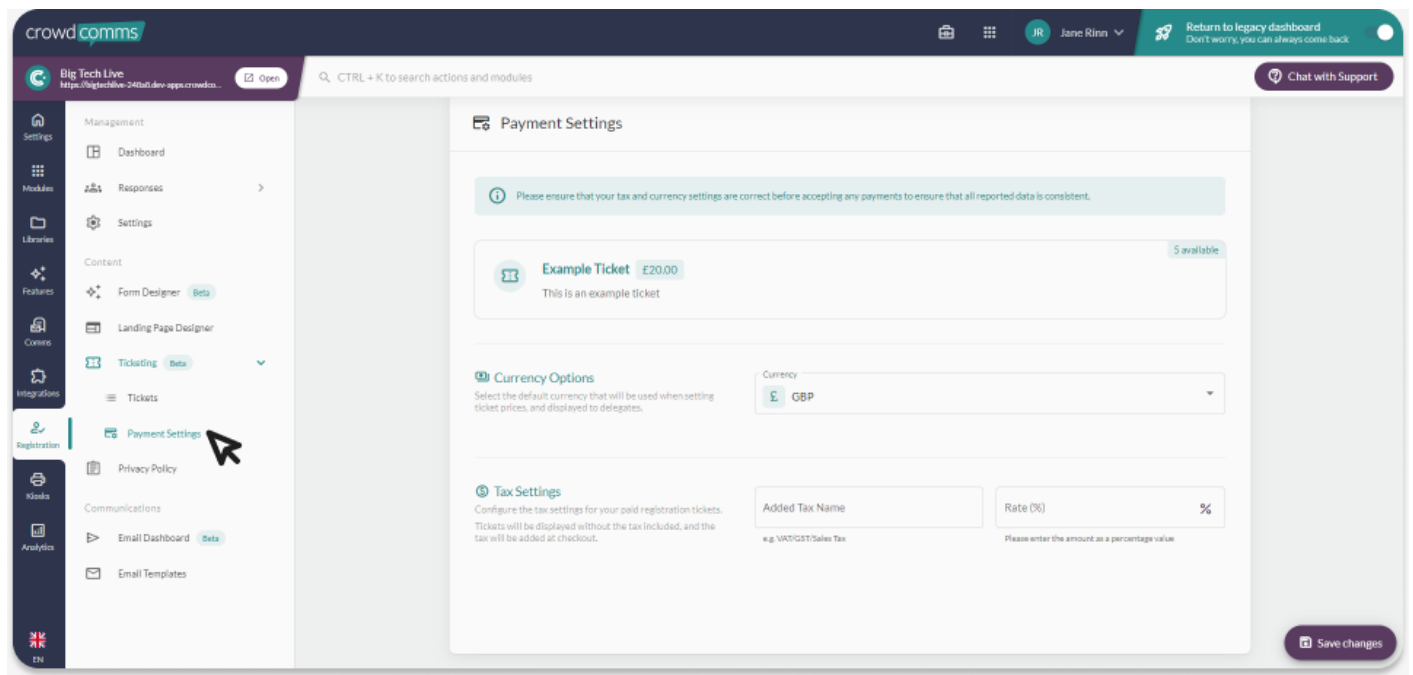 crowdcomms
JR Jane Rinn
Return to legacy dashboard
Don't worry, you can always come back
Big Tech Live
Open
CTRL + K to search actions and modules
Chat with Support
Settings
Modules
Libraries
Features
Comms
Integrations
Registration
Kiosks
Analytics
EN
Management
Dashboard
Responses
Settings
Content
Form Designer Beta
Landing Page Designer
Ticketing Beta
Tickets
Payment Settings
Privacy Policy
Communications
Email Dashboard Beta
Email Templates
Payment Settings
Please ensure that your tax and currency settings are correct before accepting any payments to ensure that all reported data is consistent.
5 available
Example Ticket £20.00
This is an example ticket
Currency Options
Select the default currency that will be used when setting
ticket prices, and displayed to delegates.
Currency
£ GBP
Tax Settings
Configure the tax settings for your paid registration tickets.
Tickets will be displayed without the tax included, and the
tax will be added at checkout.
Added Tax Name
e.g. VAT/GST/Sales Tax
Rate (%) %
Please enter the amount as a percentage value
Save changes